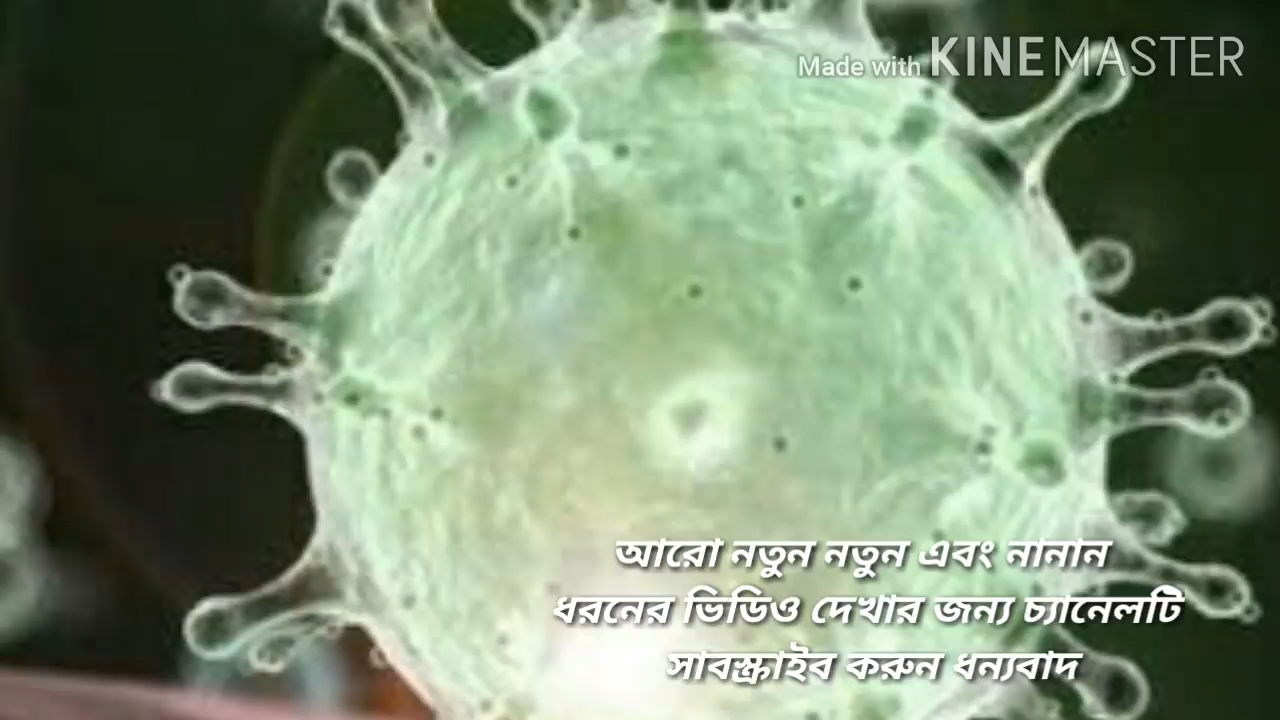 Made with KINEMASTER
আরো নতুন নতুন এবং নানান
ধরনের ভিডিও দেখার জন্য চ্যানেলটি
সাবস্ক্রাইব করুন ধন্যবাদ